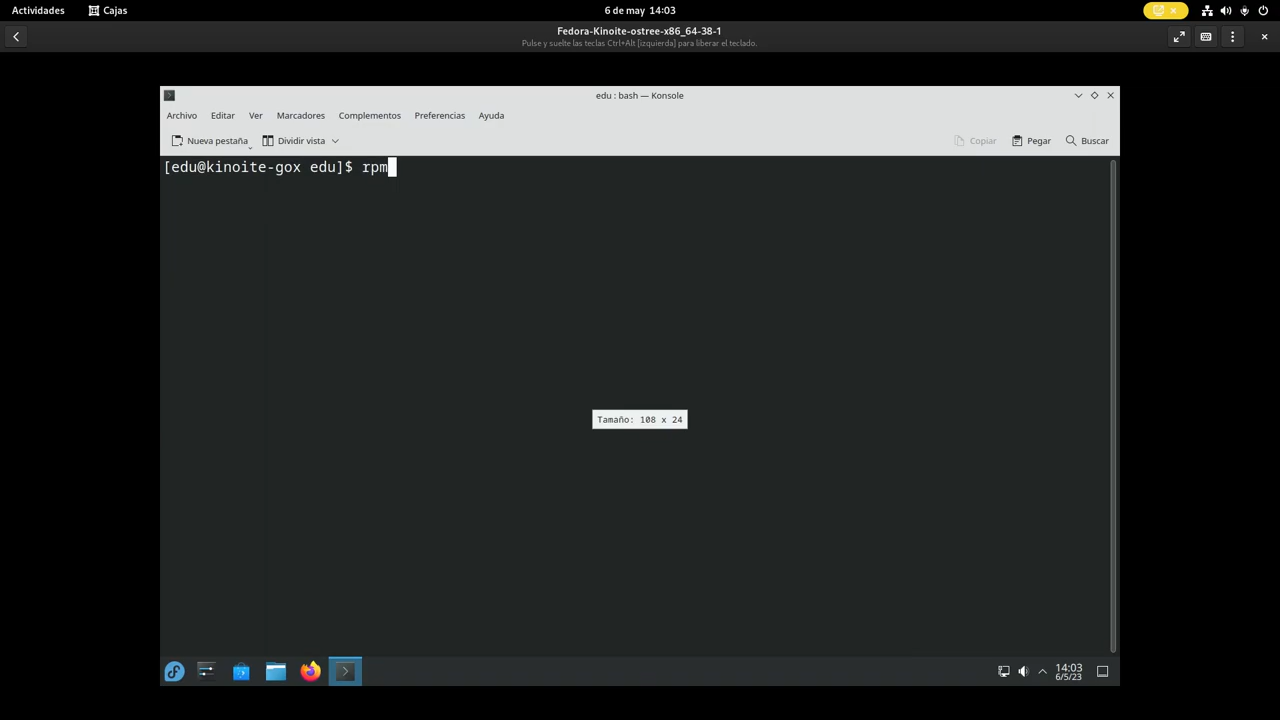 Actividades Cajas 6 de may 14:03
Fedora-Kinoite-ostree-x86_64-38-1
Pulse y suelte las teclas Ctrl+Alt [izquierda] para liberar el teclado.
edu : bash — Konsole
Archivo Editar Ver Marcadores Complementos Preferencias Ayuda
Nueva pestaña Dividir vista Copiar Pegar Buscar
[edu@kinoite-gox edu]$ rpm
Tamaño: 108 x 24
14:03
6/5/23